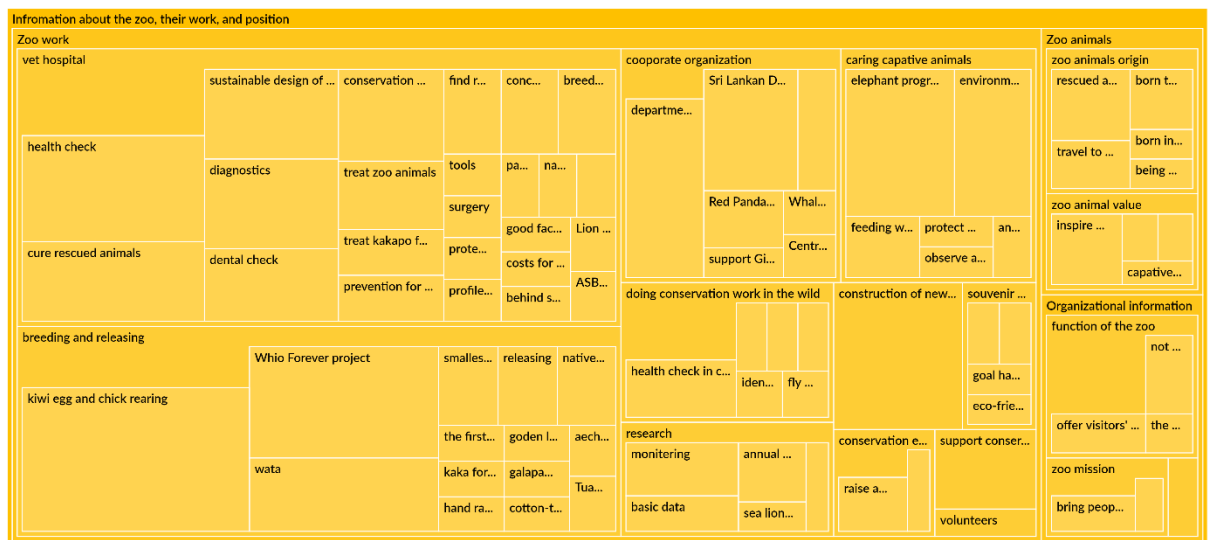 Infromation about the zoo, their work, and position
Zoo work
vet hospital
sustainable design of ...
conservation ...
find r...
conc...
breed...
health check
diagnostics
treat zoo animals
tools
pa...
na...
surgery
treat kakapo f...
prote...
good fac...
Lion ...
cure rescued animals
dental check
costs for ...
prevention for ...
profile...
behind s...
ASB...
breeding and releasing
Whio Forever project
smalles...
releasing
native...
kiwi egg and chick rearing
the first...
goden l...
aech...
wata
kaka for...
galapa...
Tua...
hand ra...
cotton-t...
cooporate organization
Sri Lankan D...
departme...
Red Panda...
Whal...
support Gi...
Centr...
caring capative animals
elephant progr...
environm...
feeding w...
protect ...
an...
observe a...
doing conservation work in the wild
health check in c...
iden...
fly ...
research
monitering
annual ...
basic data
sea lion...
construction of new...
souvenir ...
goal ha...
eco-frie...
conservation e...
raise a...
support conser...
volunteers
Zoo animals
zoo animals origin
rescued a...
born t...
born in...
travel to ...
being ...
zoo animal value
inspire ...
capative...
Organizational information
function of the zoo
not ...
offer visitors' ...
the ...
zoo mission
bring peop...